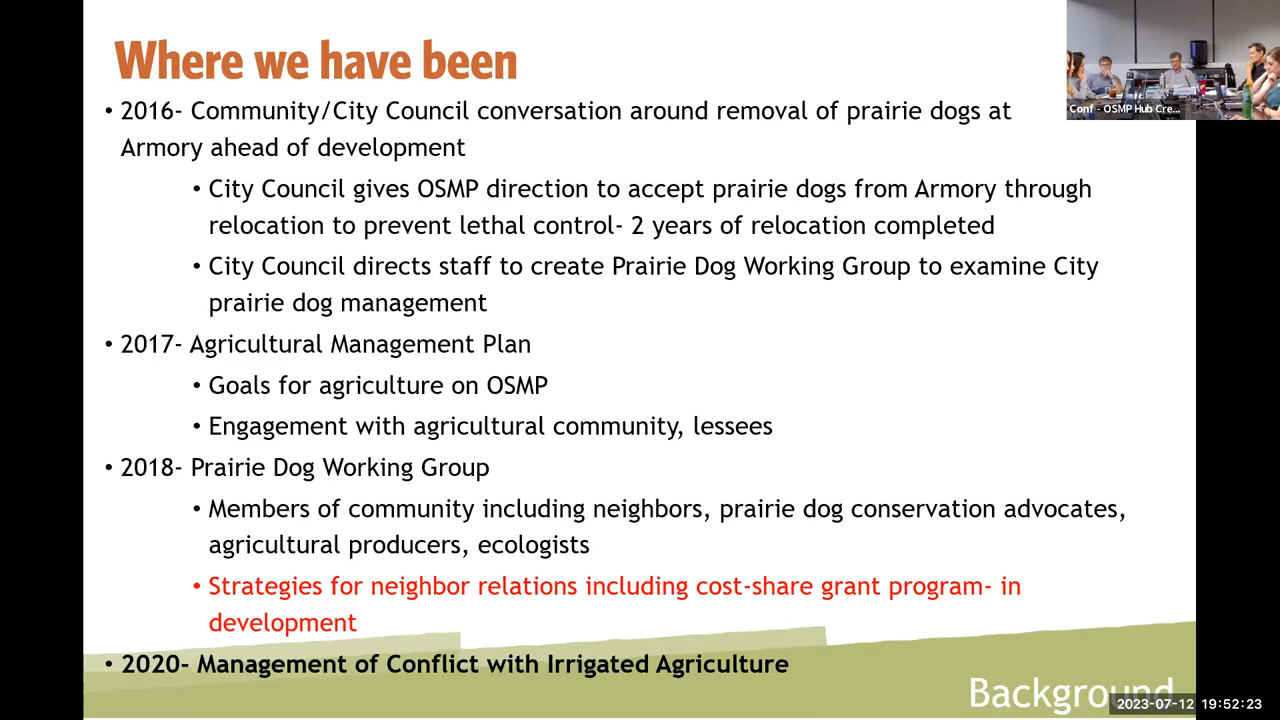 Where we have been
• 2016- Community/City Council conversation around removal of prairie dogs at
Armory ahead of development
• City Council gives OSMP direction to accept prairie dogs from Armory through
relocation to prevent lethal control- 2 years of relocation completed
• City Council directs staff to create Prairie Dog Working Group to examine City
prairie dog management
• 2017- Agricultural Management Plan
• Goals for agriculture on OSMP
• Engagement with agricultural community, lessees
• 2018- Prairie Dog Working Group
• Members of community including neighbors, prairie dog conservation advocates,
agricultural producers, ecologists
• Strategies for neighbor relations including cost-share grant program- in
development
• 2020- Management of Conflict with Irrigated Agriculture
Background
Conf - OSMP Hub Cre...
2023-07-12 19:52:23